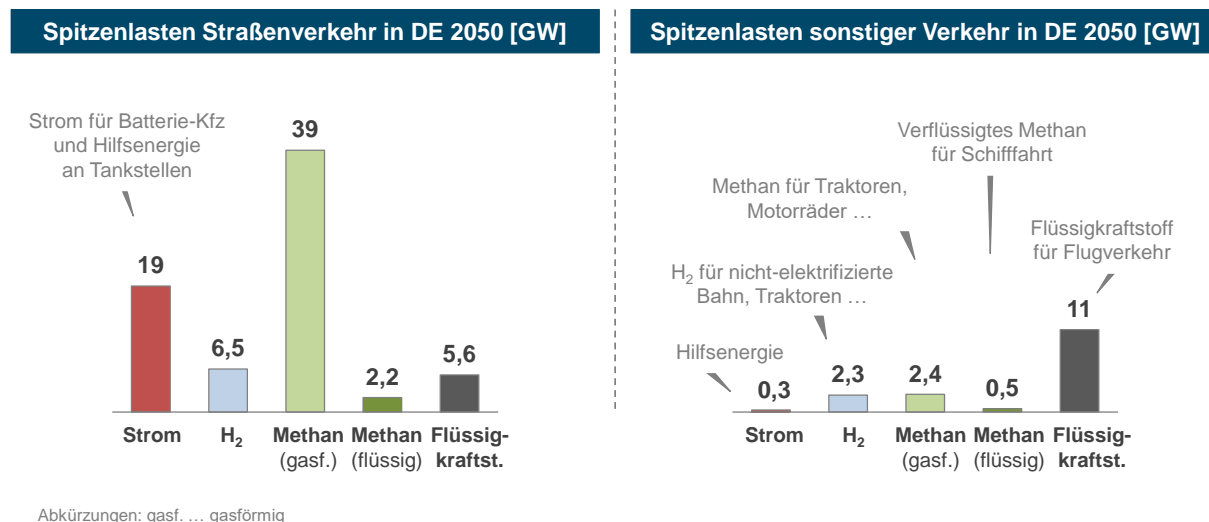 Spitzenlasten Straßenverkehr in DE 2050 [GW]
Strom für Batterie-Kfz
und Hilfsenergie
an Tankstellen
39
19
6,5
2,2
5,6
Strom
H2
Methan
(gasf.)
Methan
(flüssig)
Flüssig-
kraftst.
Spitzenlasten sonstiger Verkehr in DE 2050 [GW]
Verflüssigtes Methan
für Schifffahrt
Methan für Traktoren,
Motorräder …
Flüssigkraftstoff
für Flugverkehr
H2 für nicht-elektrifizierte
Bahn, Traktoren …
Hilfsenergie
0,3
2,3
2,4
0,5
11
Strom
H2
Methan
(gasf.)
Methan
(flüssig)
Flüssig-
kraftst.
Abkürzungen: gasf. … gasförmig